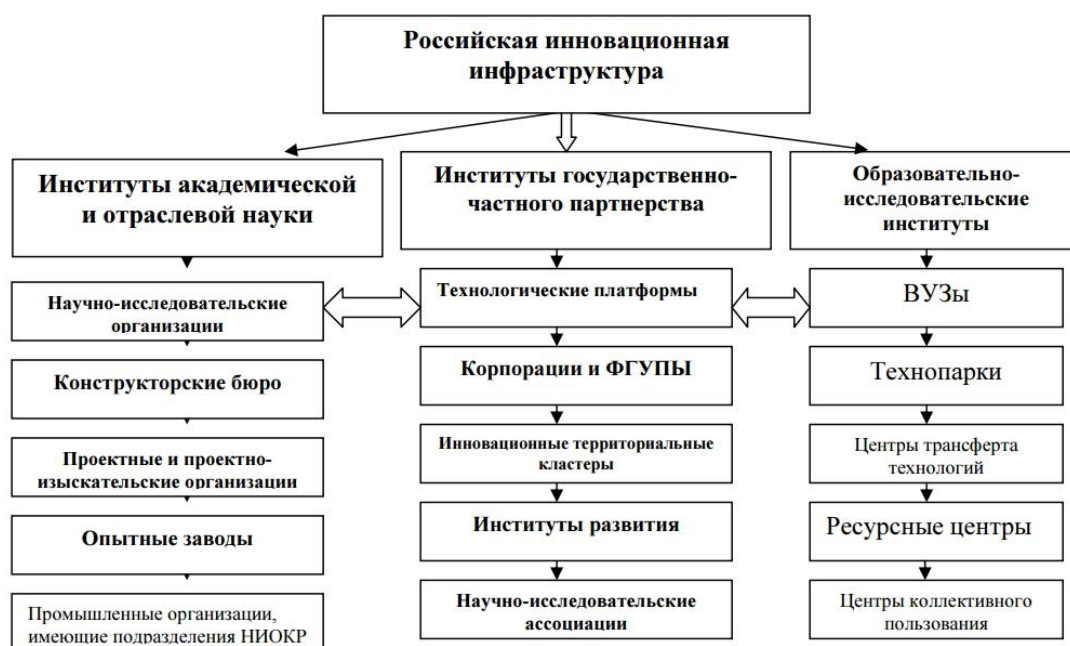 Российская инновационная
инфраструктура
Институты академической
и отраслевой науки
Институты государственно-
частного партнерства
Образовательно-
исследовательские
институты
Научно-исследовательские
организации
Технологические платформы
ВУЗы
Конструкторские бюро
Корпорации и ФГУПЫ
Технопарки
Проектные и проектно-
изыскательские организации
Инновационные территориальные
кластеры
Центры трансферта
технологий
Опытные заводы
Институты развития
Ресурсные центры
Промышленные организации,
имеющие подразделения НИОКР
Научно-исследовательские
ассоциации
Центры коллективного
пользования